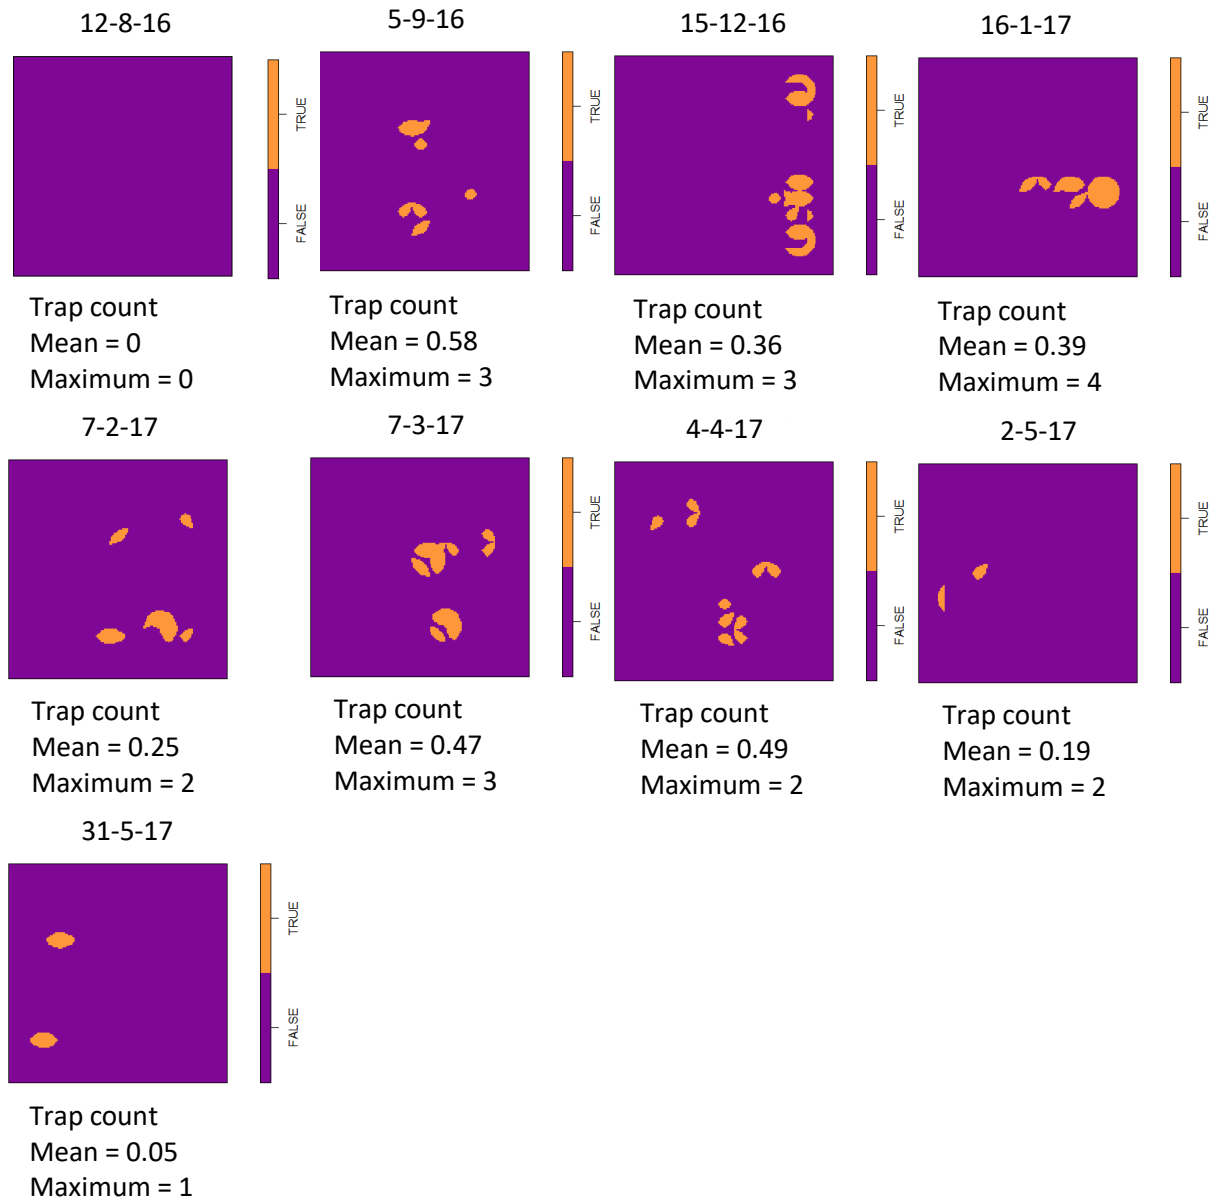 12-8-16
TRUE
FALSE
Trap count
Mean = 0
Maximum = 0
5-9-16
TRUE
FALSE
Trap count
Mean = 0.58
Maximum = 3
15-12-16
TRUE
FALSE
Trap count
Mean = 0.36
Maximum = 3
16-1-17
TRUE
FALSE
Trap count
Mean = 0.39
Maximum = 4
7-2-17
Trap count
Mean = 0.25
Maximum = 2
7-3-17
TRUE
FALSE
Trap count
Mean = 0.47
Maximum = 3
4-4-17
TRUE
FALSE
Trap count
Mean = 0.49
Maximum = 2
2-5-17
TRUE
FALSE
Trap count
Mean = 0.19
Maximum = 2
31-5-17
TRUE
FALSE
Trap count
Mean = 0.05
Maximum = 1